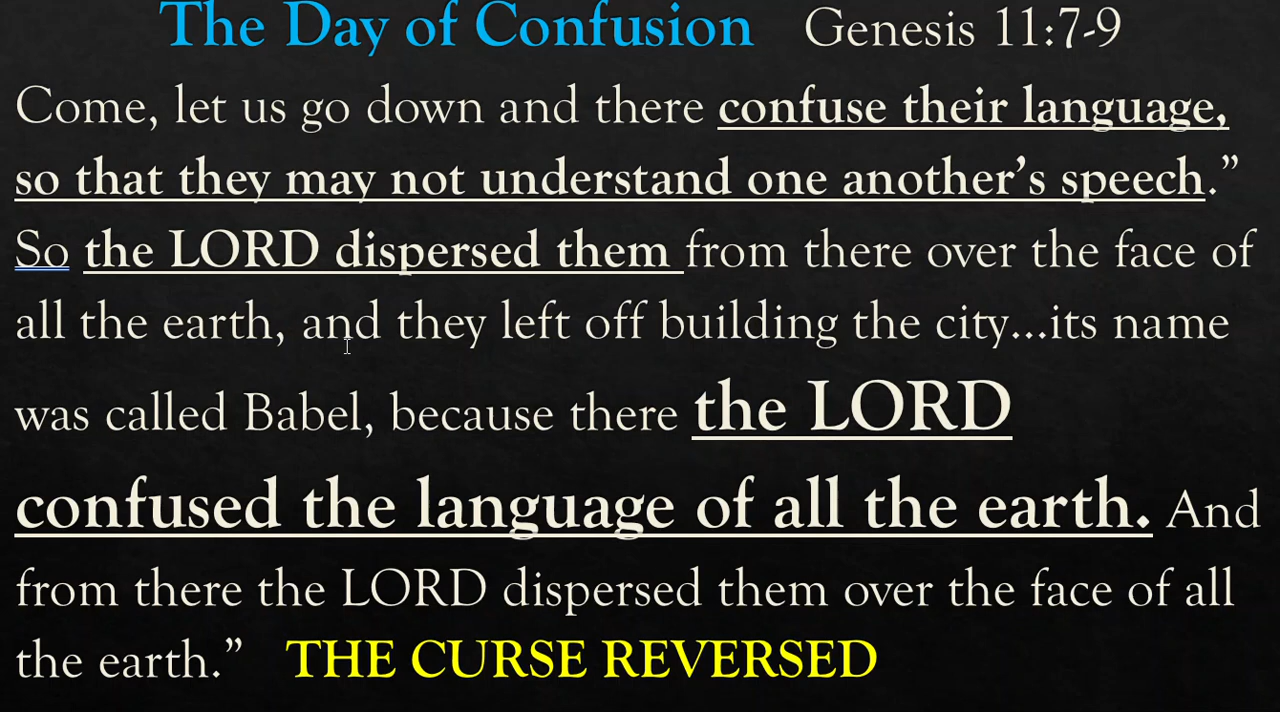 The Day of Confusion Genesis 11:7-9
Come, let us go down and there confuse their language,
so that they may not understand one another’s speech.”
So the LORD dispersed them from there over the face of
all the earth, and they left off building the city…its name
was called Babel, because there the LORD
confused the language of all the earth. And
from there the LORD dispersed them over the face of all
the earth.” THE CURSE REVERSED